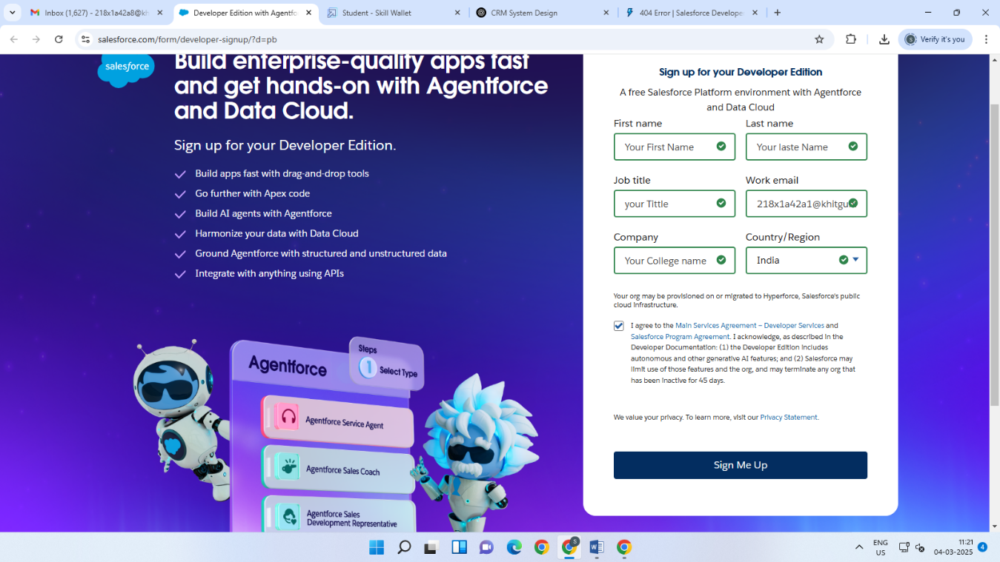 Inbox (1,627) - 218x1a42a8@kh
Developer Edition with Agentfo
Student - Skill Wallet
CRM System Design
404 Error | Salesforce Develope
salesforce.com/form/developer-signup/?d=pb
S
Verify it's you
salesforce
Build enterprise-quality apps fast
and get hands-on with Agentforce
and Data Cloud.
Sign up for your Developer Edition.
Build apps fast with drag-and-drop tools
Go further with Apex code
Build AI agents with Agentforce
Harmonize your data with Data Cloud
Ground Agentforce with structured and unstructured data
Integrate with anything using APIs
Agentforce
Steps
1 Select Type
Agentforce Service Agent
Agentforce Sales Coach
Agentforce Sales
Development Representative
Sign up for your Developer Edition
A free Salesforce Platform environment with Agentforce
and Data Cloud
First name
Last name
Your First Name
Your laste Name
Job title
Work email
your Tittle
218x1a42a1@khitgu
Company
Country/Region
Your College name
India
Your org may be provisioned on or migrated to Hyperforce, Salesforce's public
cloud infrastructure.
I agree to the Main Services Agreement – Developer Services and
Salesforce Program Agreement. I acknowledge, as described in the
Developer Documentation: (1) the Developer Edition includes
autonomous and other generative AI features; and (2) Salesforce may
limit use of those features and the org, and may terminate any org that
has been inactive for 45 days.
We value your privacy. To learn more, visit our Privacy Statement.
Sign Me Up
S
ENG
US
11:21
04-03-2025
4